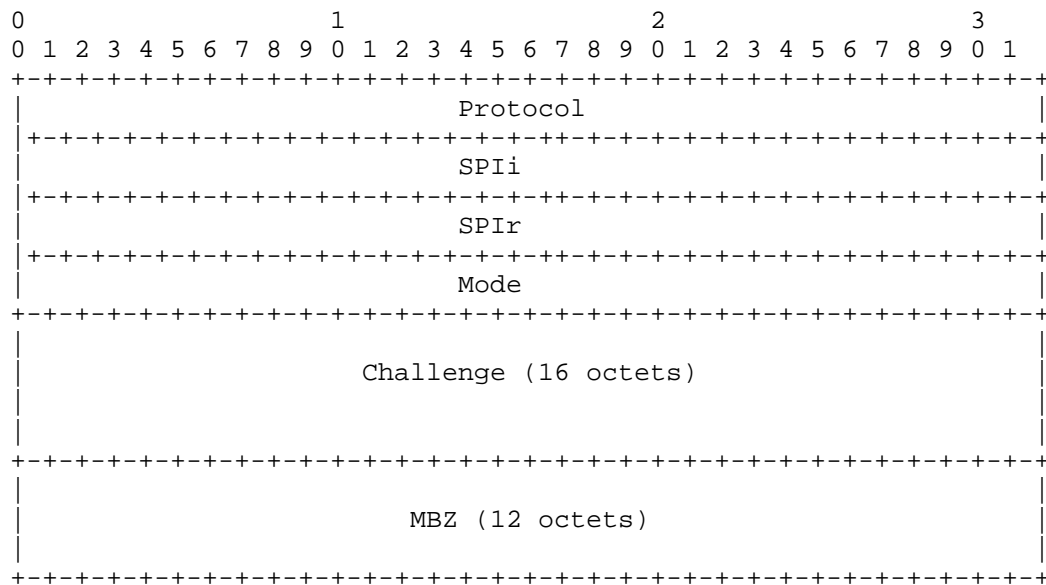 0                   1                   2                   3
0 1 2 3 4 5 6 7 8 9 0 1 2 3 4 5 6 7 8 9 0 1 2 3 4 5 6 7 8 9 0 1
Protocol
SPIi
SPIr
Mode
Challenge (16 octets)
MBZ (12 octets)